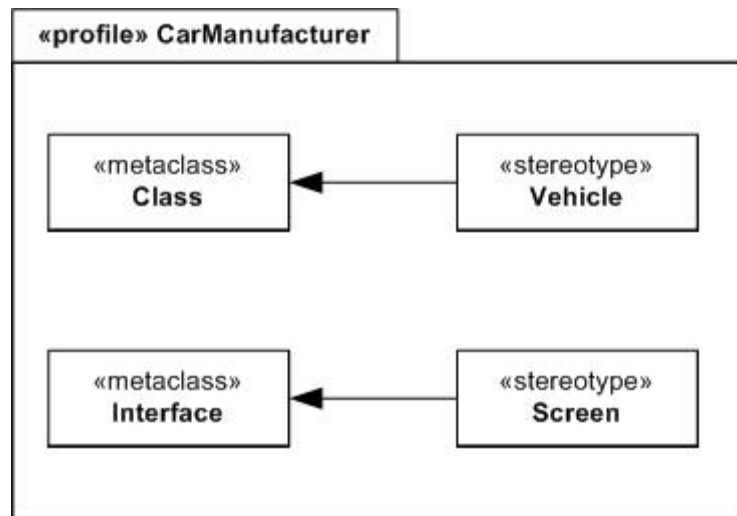 «profile» CarManufacturer
«metaclass»
Class
«stereotype»
Vehicle
«metaclass»
Interface
«stereotype»
Screen